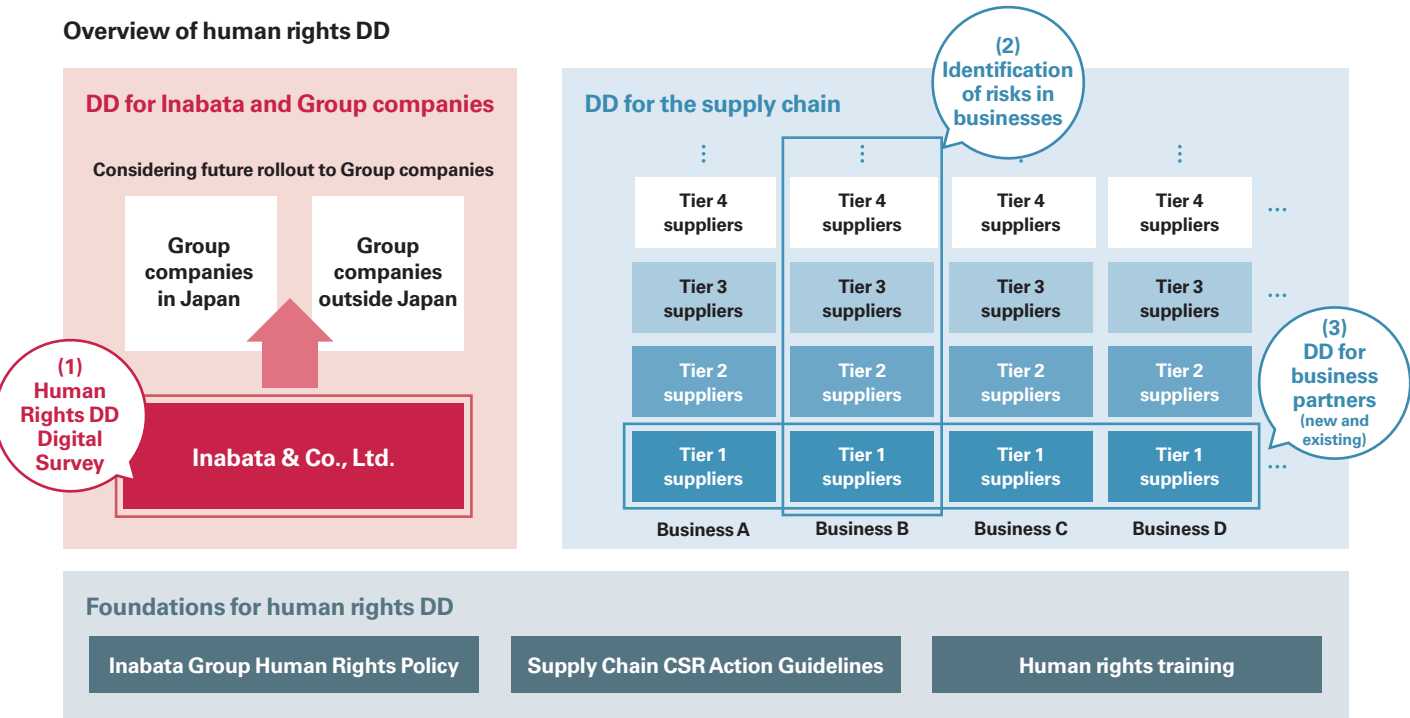 Overview of human rights DD
DD for Inabata and Group companies
Considering future rollout to Group companies
Group
companies
in Japan
Group
companies
outside Japan
(1)
Human
Rights DD
Digital
Survey
Inabata & Co., Ltd.
DD for the supply chain
(2)
Identification
of risks in
businesses
⋮ ⋮ ⋮ ⋮
Tier 4 Tier 4 Tier 4 Tier 4
suppliers suppliers suppliers suppliers
...
Tier 3 Tier 3 Tier 3 Tier 3
suppliers suppliers suppliers suppliers
...
Tier 2 Tier 2 Tier 2 Tier 2
suppliers suppliers suppliers suppliers
Tier 1 Tier 1 Tier 1 Tier 1
suppliers suppliers suppliers suppliers
...
Business A Business B Business C Business D
(3)
DD for
business
partners
(new and
existing)
Foundations for human rights DD
Inabata Group Human Rights Policy
Supply Chain CSR Action Guidelines
Human rights training